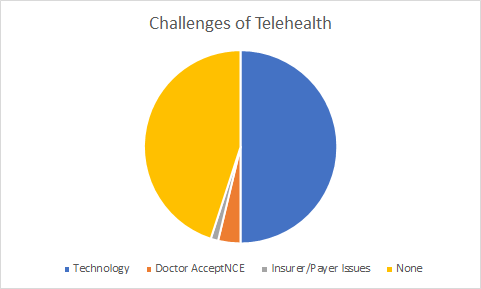 Challenges of Telehealth
Technology Doctor AcceptNCE Insurer/Payer Issues None